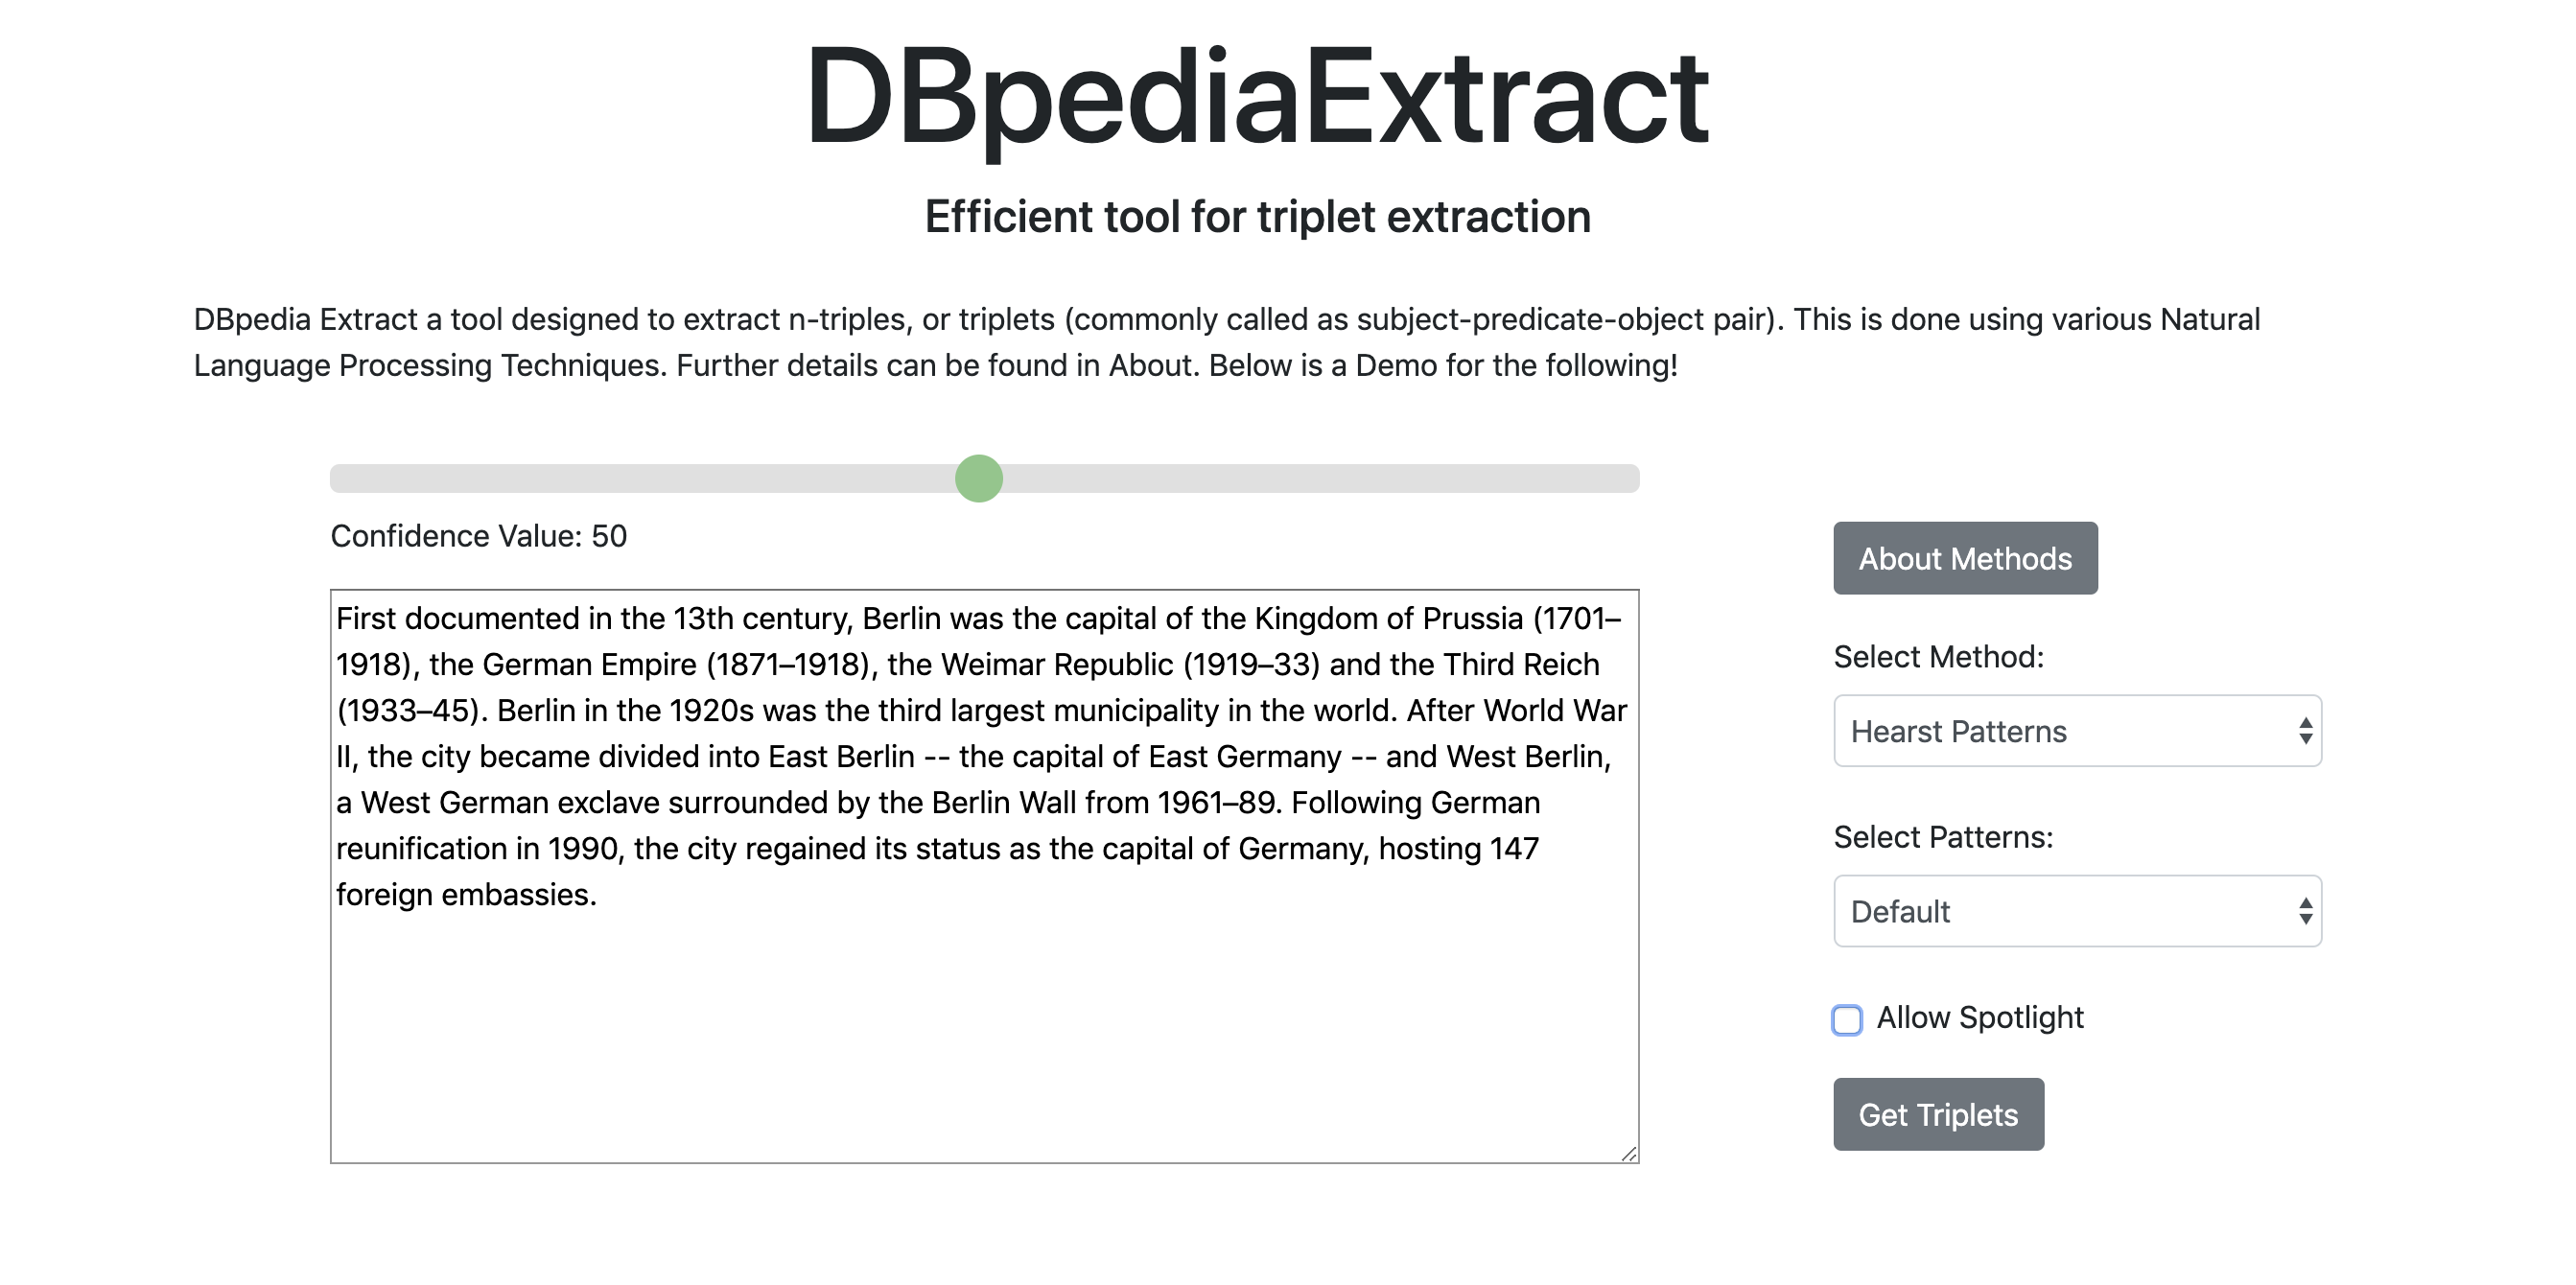 DBpediaExtract
Efficient tool for triplet extraction
DBpedia Extract a tool designed to extract n-triples, or triplets (commonly called as subject-predicate-object pair). This is done using various Natural
Language Processing Techniques. Further details can be found in About. Below is a Demo for the following!
Confidence Value: 50
First documented in the 13th century, Berlin was the capital of the Kingdom of Prussia (1701–
1918), the German Empire (1871–1918), the Weimar Republic (1919–33) and the Third Reich
(1933–45). Berlin in the 1920s was the third largest municipality in the world. After World War
II, the city became divided into East Berlin -- the capital of East Germany -- and West Berlin,
a West German exclave surrounded by the Berlin Wall from 1961–89. Following German
reunification in 1990, the city regained its status as the capital of Germany, hosting 147
foreign embassies.
About Methods
Select Method:
Hearst Patterns
Select Patterns:
Default
Allow Spotlight
Get Triplets